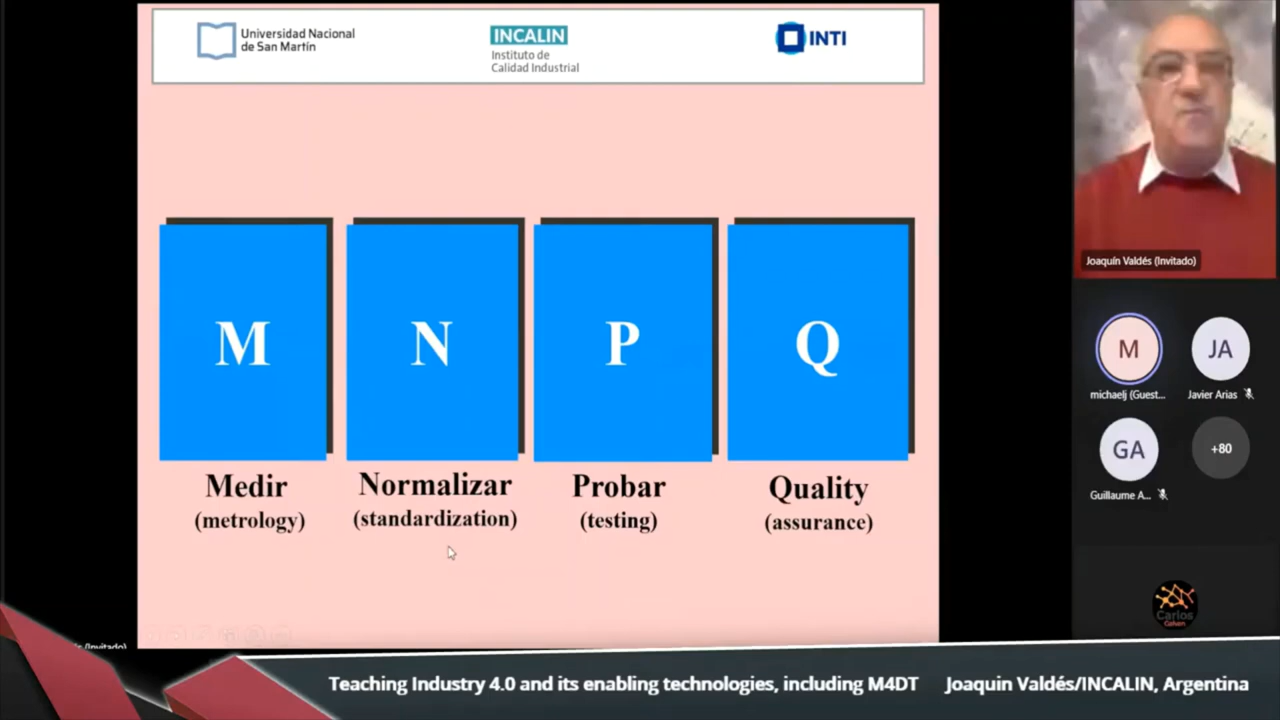 Universidad Nacional
de San Martín
INCALIN
Instituto de
Calidad Industrial
INTI
M
N
P
Q
Medir
(metrology)
Normalizar
(standardization)
Probar
(testing)
Quality
(assurance)
Joaquín Valdés (Invitado)
M
michaelj (Guest...
JA
Javier Arias
GA
Guillaume A...
+80
Carlos
(Invitado)
Teaching Industry 4.0 and its enabling technologies, including M4DT
Joaquin Valdés/INCALIN, Argentina